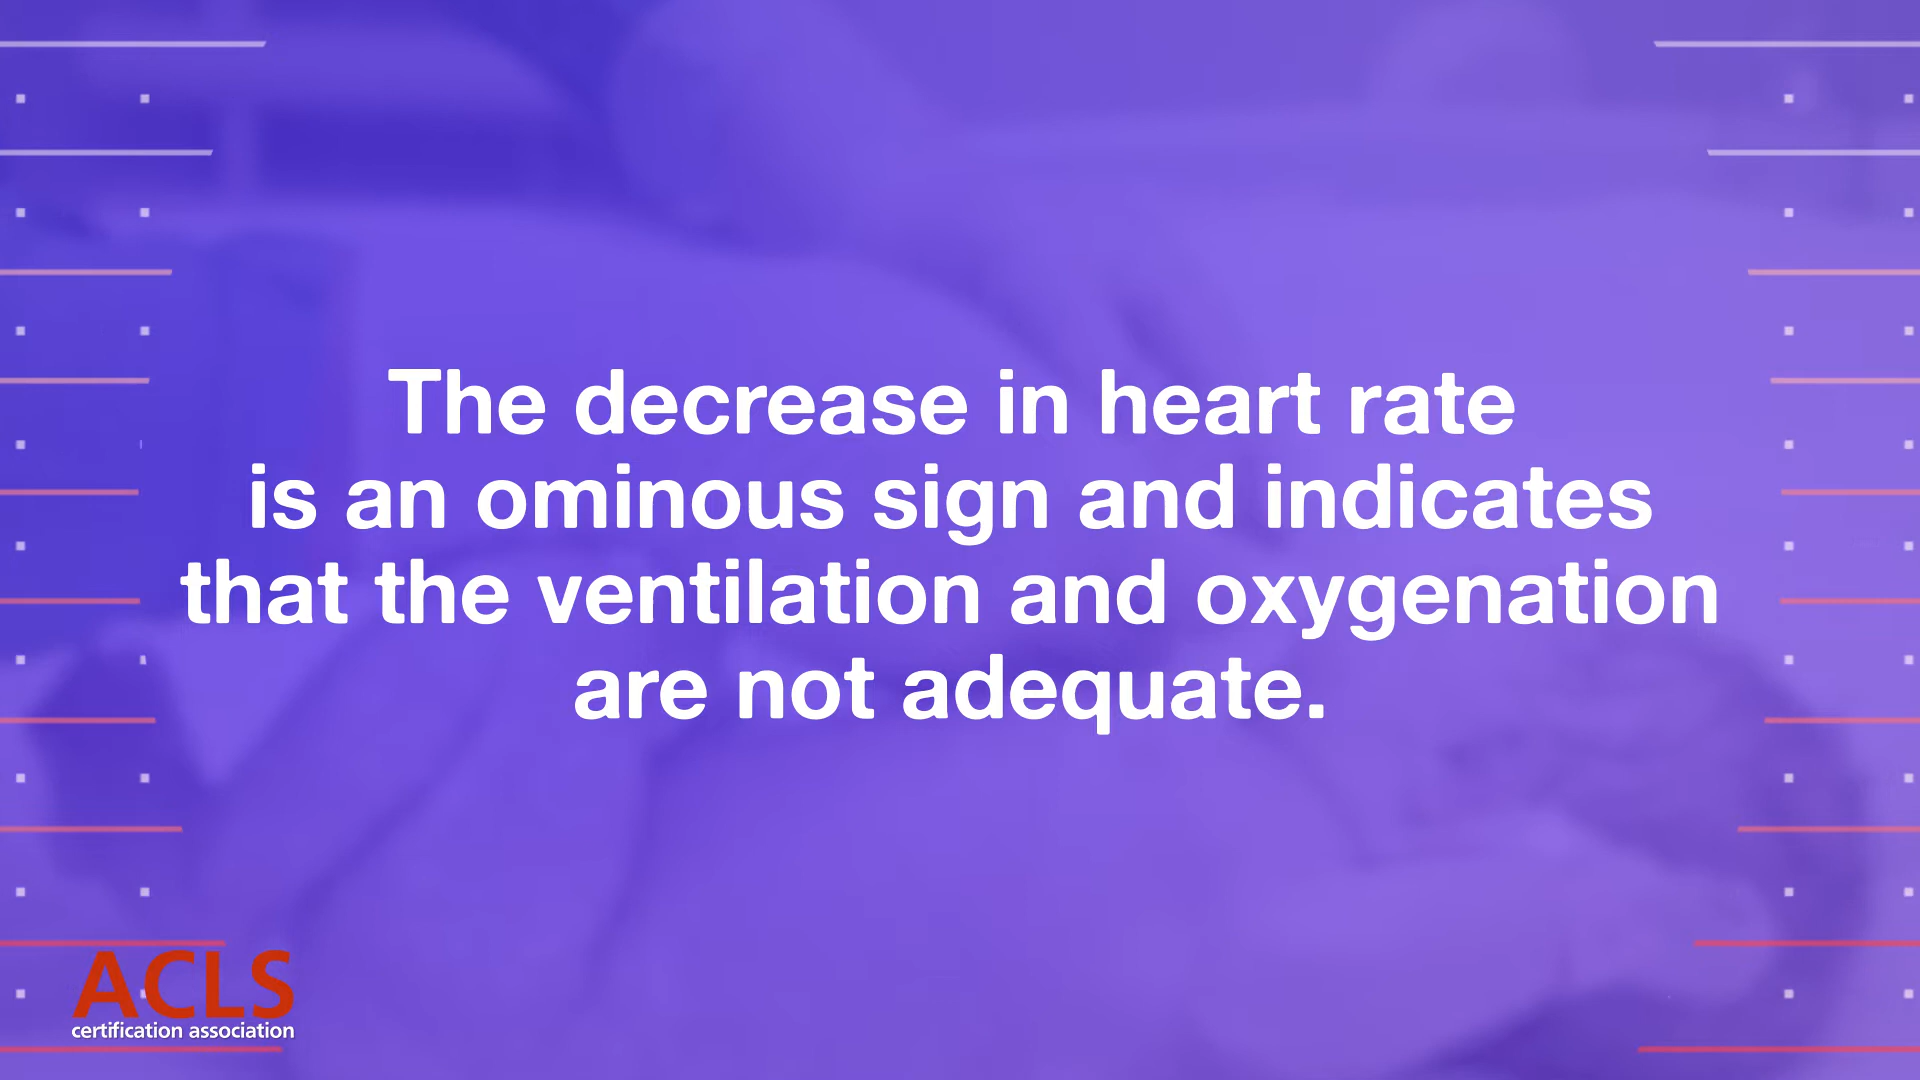 The decrease in heart rate
is an ominous sign and indicates
that the ventilation and oxygenation
are not adequate.
ACLS
certification association